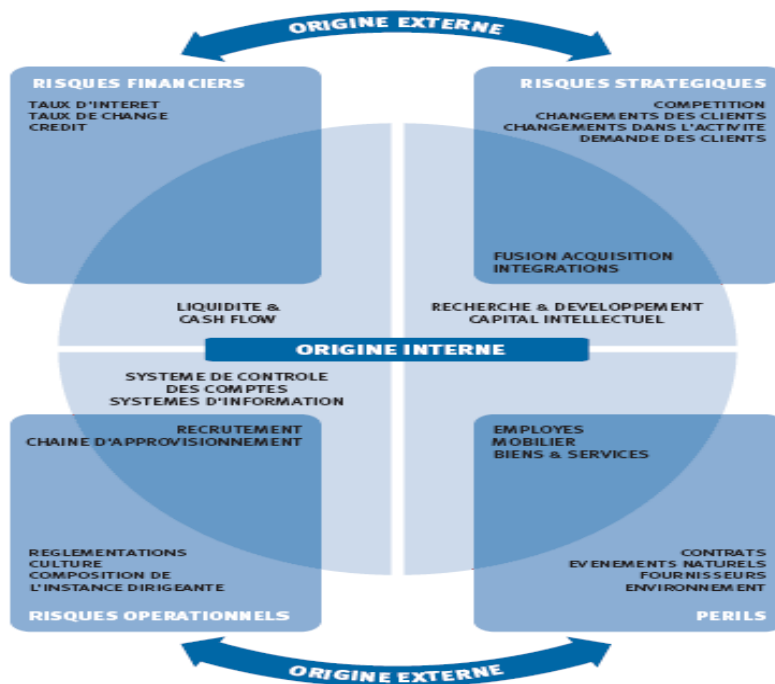 ORIGINE EXTERNE
RISQUES FINANCIERS
TAUX D'INTERET
TAUX DE CHANGE
CREDIT
RISQUES STRATEGIQUES
COMPETITION
CHANGEMENTS DES CLIENTS
CHANGEMENTS DANS L'ACTIVITE
DEMANDE DES CLIENTS
FUSION ACQUISITION
INTEGRATIONS
LIQUIDITE &
CASH FLOW
RECHERCHE & DEVELOPPEMENT
CAPITAL INTELLECTUEL
ORIGINE INTERNE
SYSTEME DE CONTROLE
DES COMPTES
SYSTEMES D'INFORMATION
RECRUTEMENT
CHAINE D'APPROVISIONNEMENT
EMPLOYES
MOBILIER
BIENS & SERVICES
REGLEMENTATIONS
CULTURE
COMPOSITION DE
L'INSTANCE DIRIGEANTE
RISQUES OPERATIONNELS
CONTRATS
EVENEMENTS NATURELS
FOURNISSEURS
ENVIRONNEMENT
PERILS
ORIGINE EXTERNE